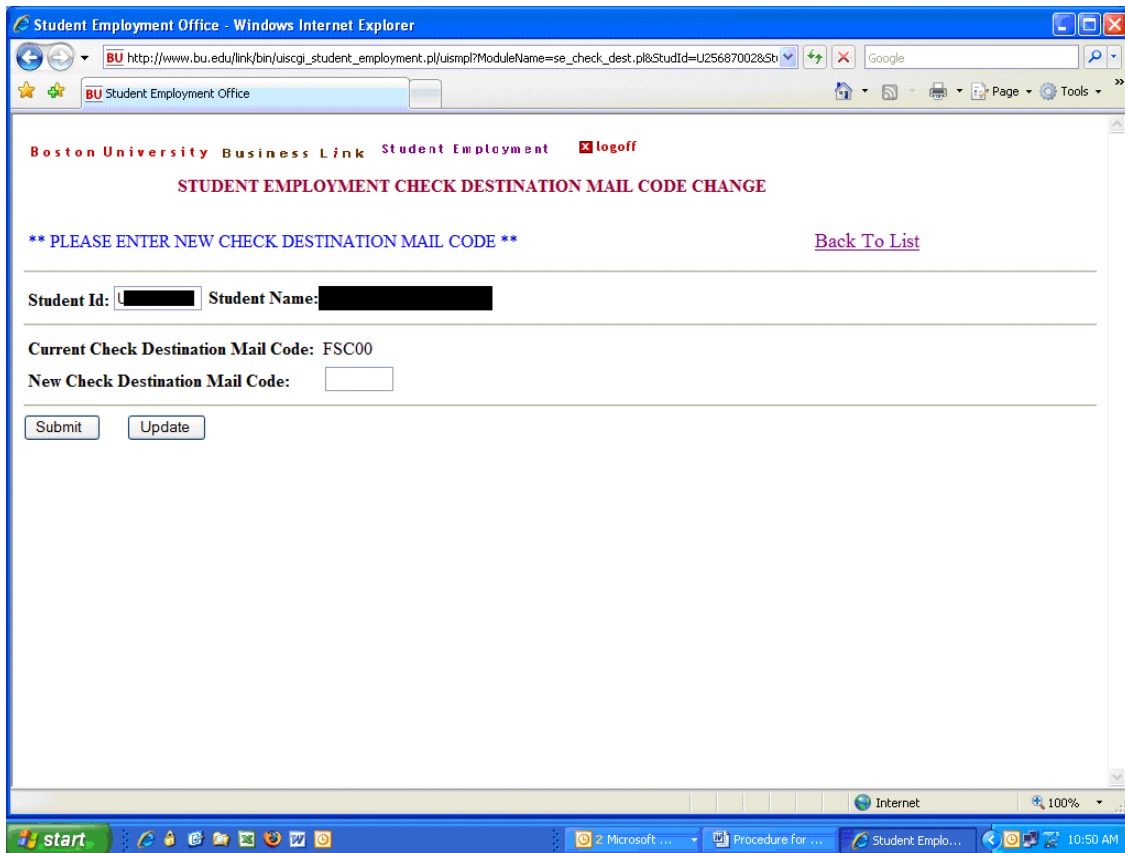 Student Employment Office - Windows Internet Explorer
BU http://www.bu.edu/link/bin/uiscgi_student_employment.pl/uismpl?ModuleName=se_check_dest.pl&StudId=U25687002&Stu
Google
BU Student Employment Office
Page Tools »
Boston University Business Link Student Employment x logoff
STUDENT EMPLOYMENT CHECK DESTINATION MAIL CODE CHANGE
** PLEASE ENTER NEW CHECK DESTINATION MAIL CODE ** Back To List
Student Id: U Student Name:
Current Check Destination Mail Code: FSC00
New Check Destination Mail Code:
Submit Update
Internet 100%
start 2 Microsoft ... Procedure for ... Student Emplo... 10:50 AM